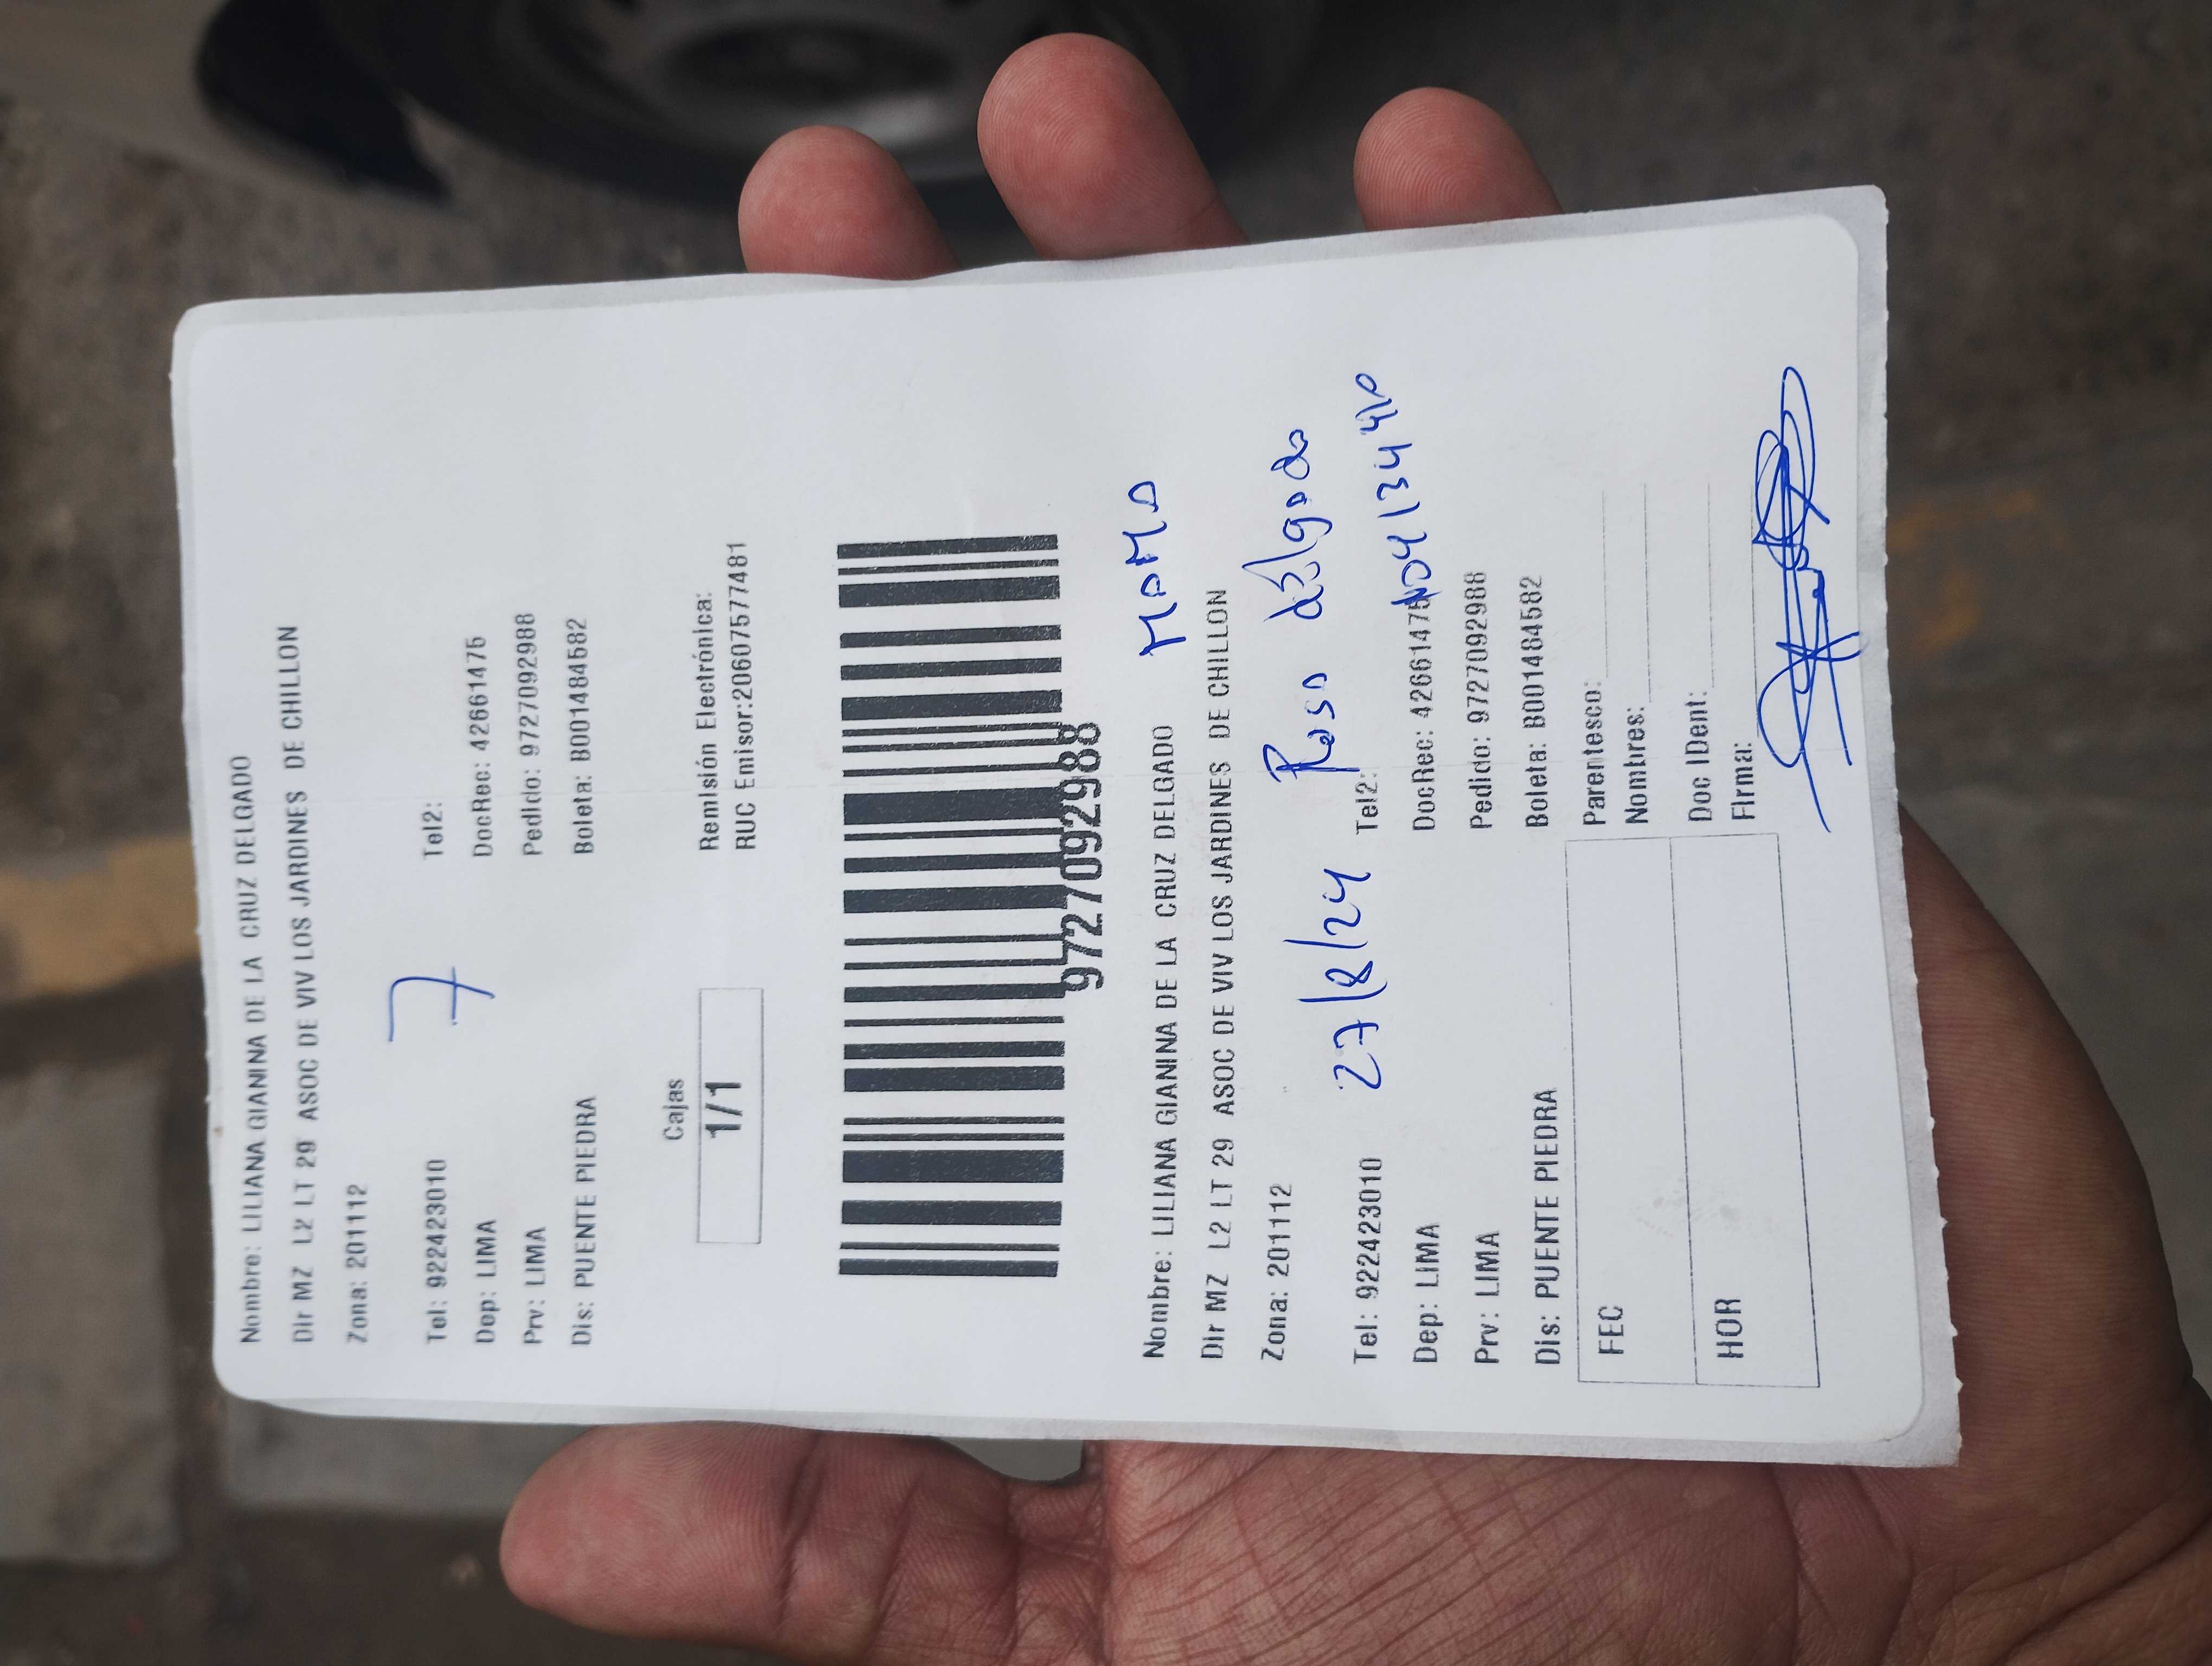 Nombre: LILIANA GIANINA DE LA CRUZ DELGADO
Dir MZ L2 LT 29 ASOC DE VIV LOS JARDINES DE CHILLON
Zona: 201112
7
Tel: 922423010 Tel2:
Dep: LIMA DocRec: 42661475
Prv: LIMA Pedido: 9727092988
Dis: PUENTE PIEDRA Boleta: B001484582
Cajas
1/1
Remisión Electrónica:
RUC Emisor:20607577481
9727092988
MAMA
Nombre: LILIANA GIANINA DE LA CRUZ DELGADO
Dir MZ L2 LT 29 ASOC DE VIV LOS JARDINES DE CHILLON
Zona: 201112
Rosa delgado
27/8/24
Tel: 922423010 Tel2:
Dep: LIMA DocRec: 42661475
Prv: LIMA Pedido: 9727092988
Dis: PUENTE PIEDRA Boleta: B001484582
FEC
HOR
Parentesco:
Nombres:
Doc IDent:
Firma: